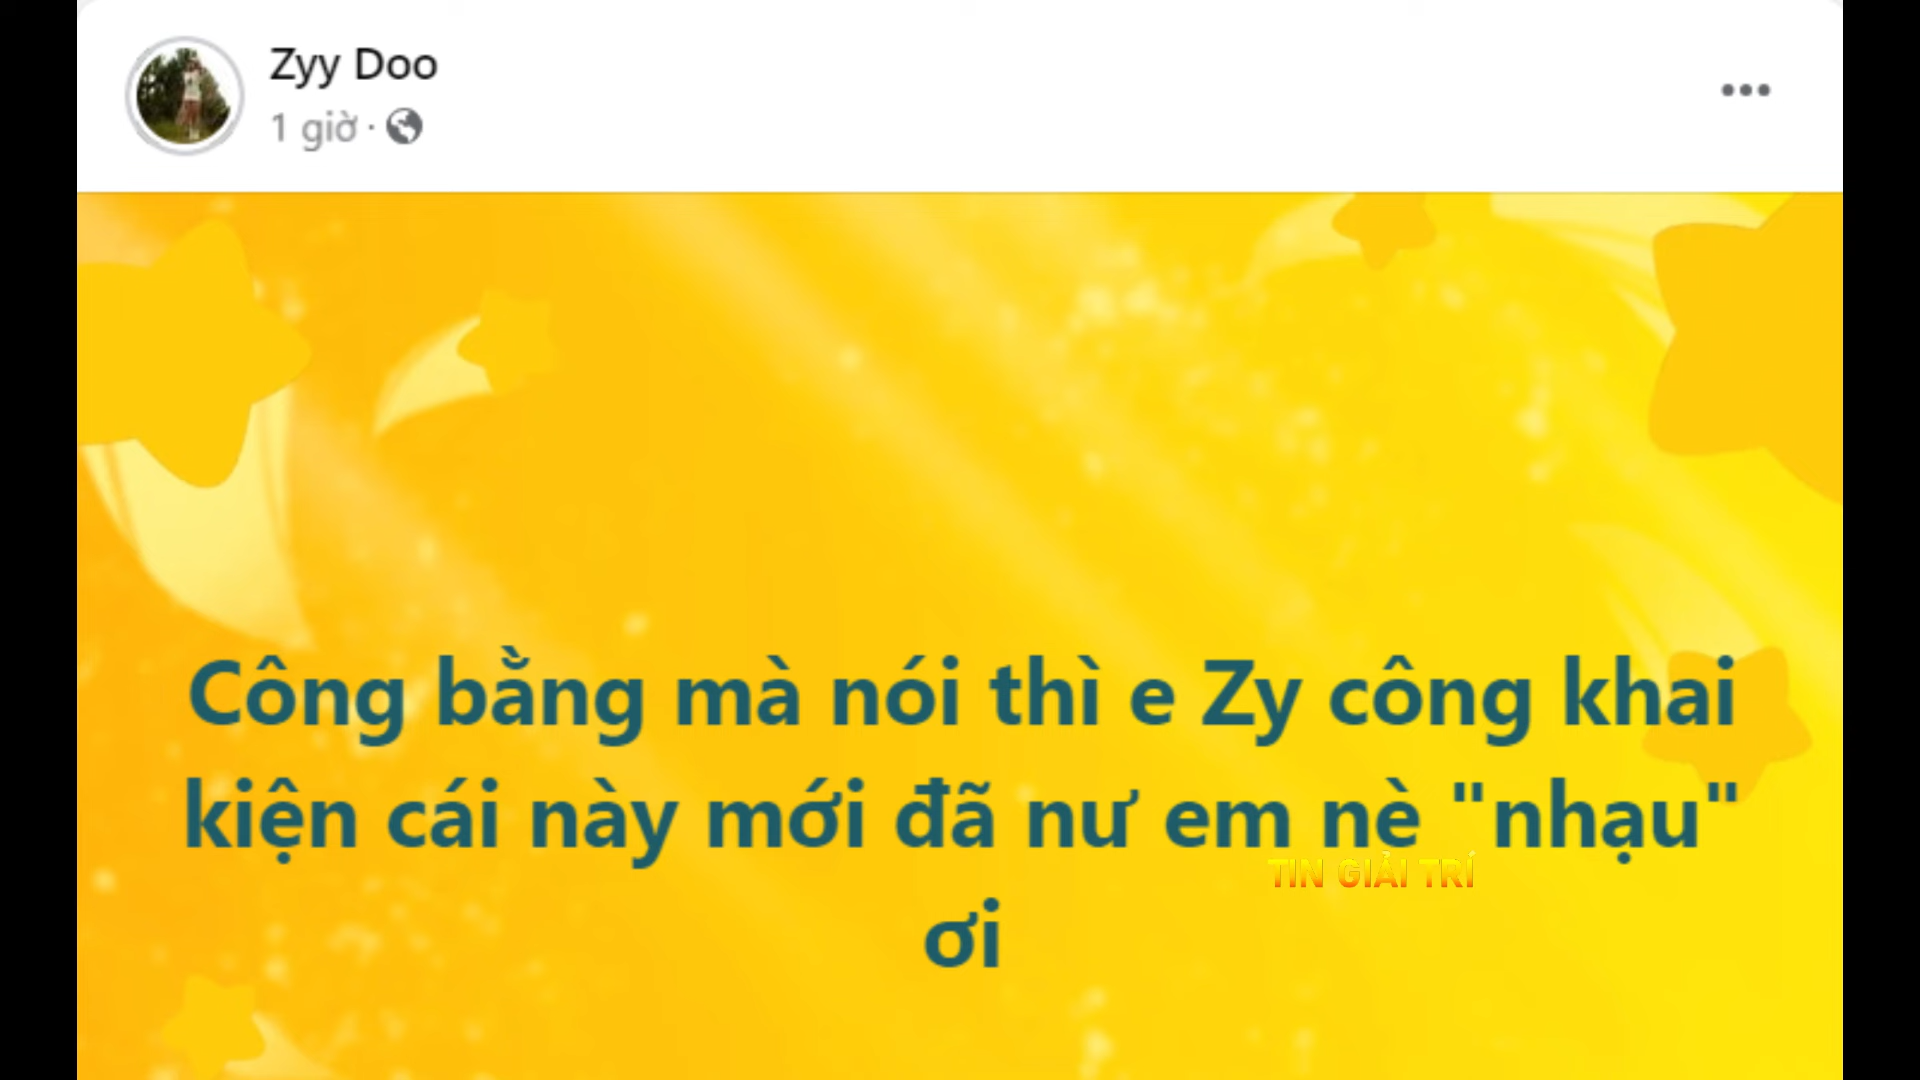 Zyy Doo
1 giờ ·
Công bằng mà nói thì e Zy công khai
kiện cái này mới đã nư em nè "nhạu"
ơi
TIN GIẢI TRÍ